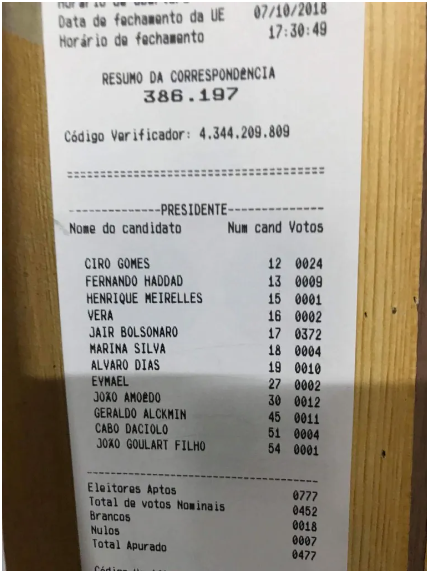 Data de fechamento da UE 07/10/2018
Horário de fechamento 17:30:49
RESUMO DA CORRESPONDÊNCIA
386.197
Código Verificador: 4.344.209.809
=====================================
-------------PRESIDENTE-------------
Nome do candidato Num cand Votos
CIRO GOMES 12 0024
FERNANDO HADDAD 13 0009
HENRIQUE MEIRELLES 15 0001
VERA 16 0002
JAIR BOLSONARO 17 0372
MARINA SILVA 18 0004
ALVARO DIAS 19 0010
EYMAEL 27 0002
JOÃO AMOÊDO 30 0012
GERALDO ALCKMIN 45 0011
CABO DACIOLO 51 0004
JOÃO GOULART FILHO 54 0001
-------------------------------------
Eleitores Aptos 0777
Total de votos Nominais 0452
Brancos 0018
Nulos 0007
Total Apurado 0477